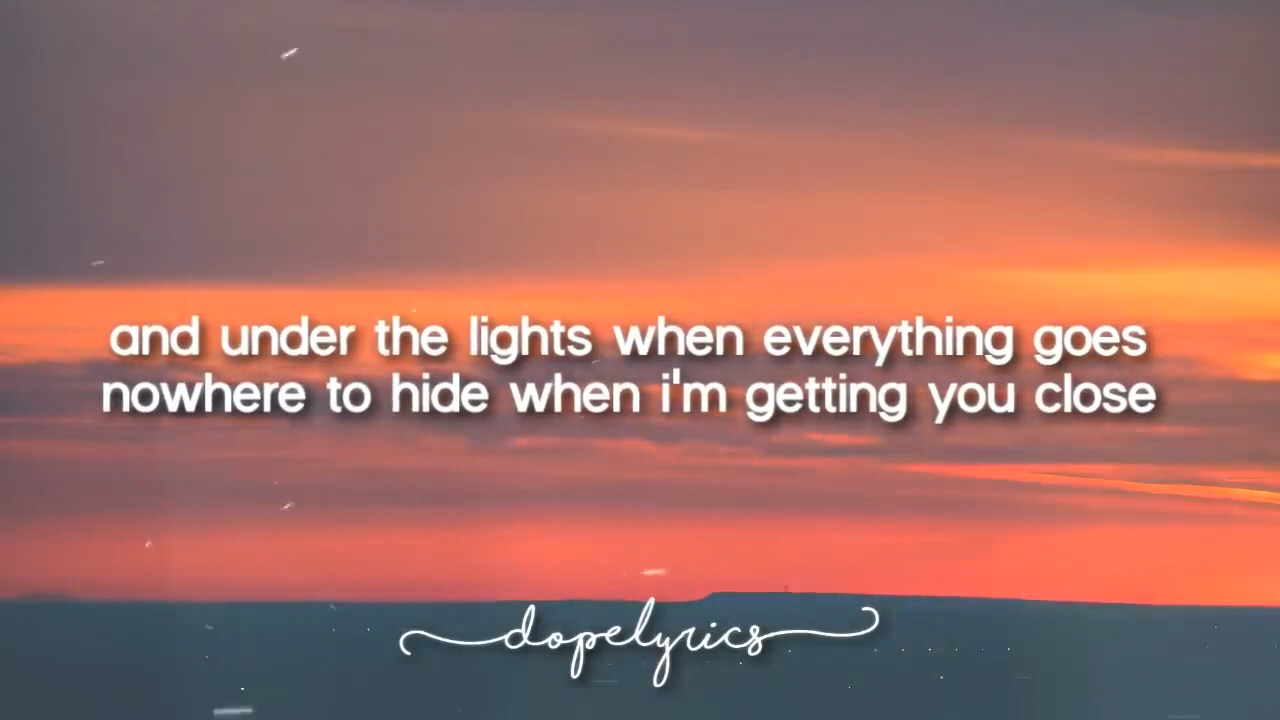 and under the lights when everything goes
nowhere to hide when i'm getting you close
dopelyrics